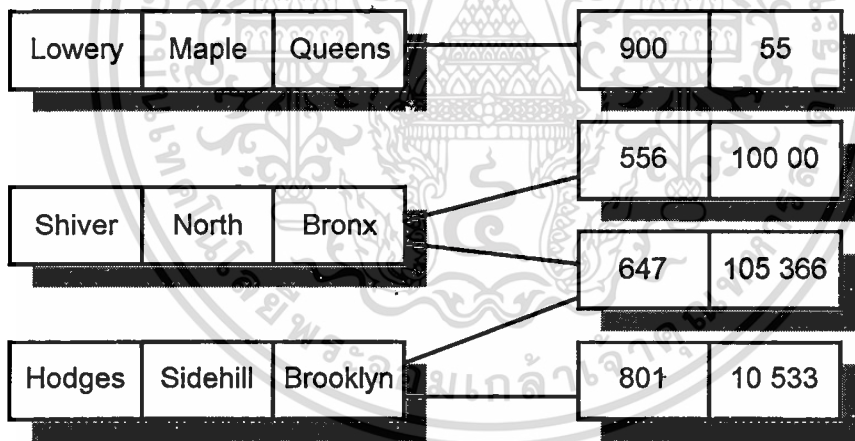 Lowery Maple Queens 900 55
556 100 00
Shiver North Bronx
647 105 366
Hodges Sidehill Brooklyn 801 10 533